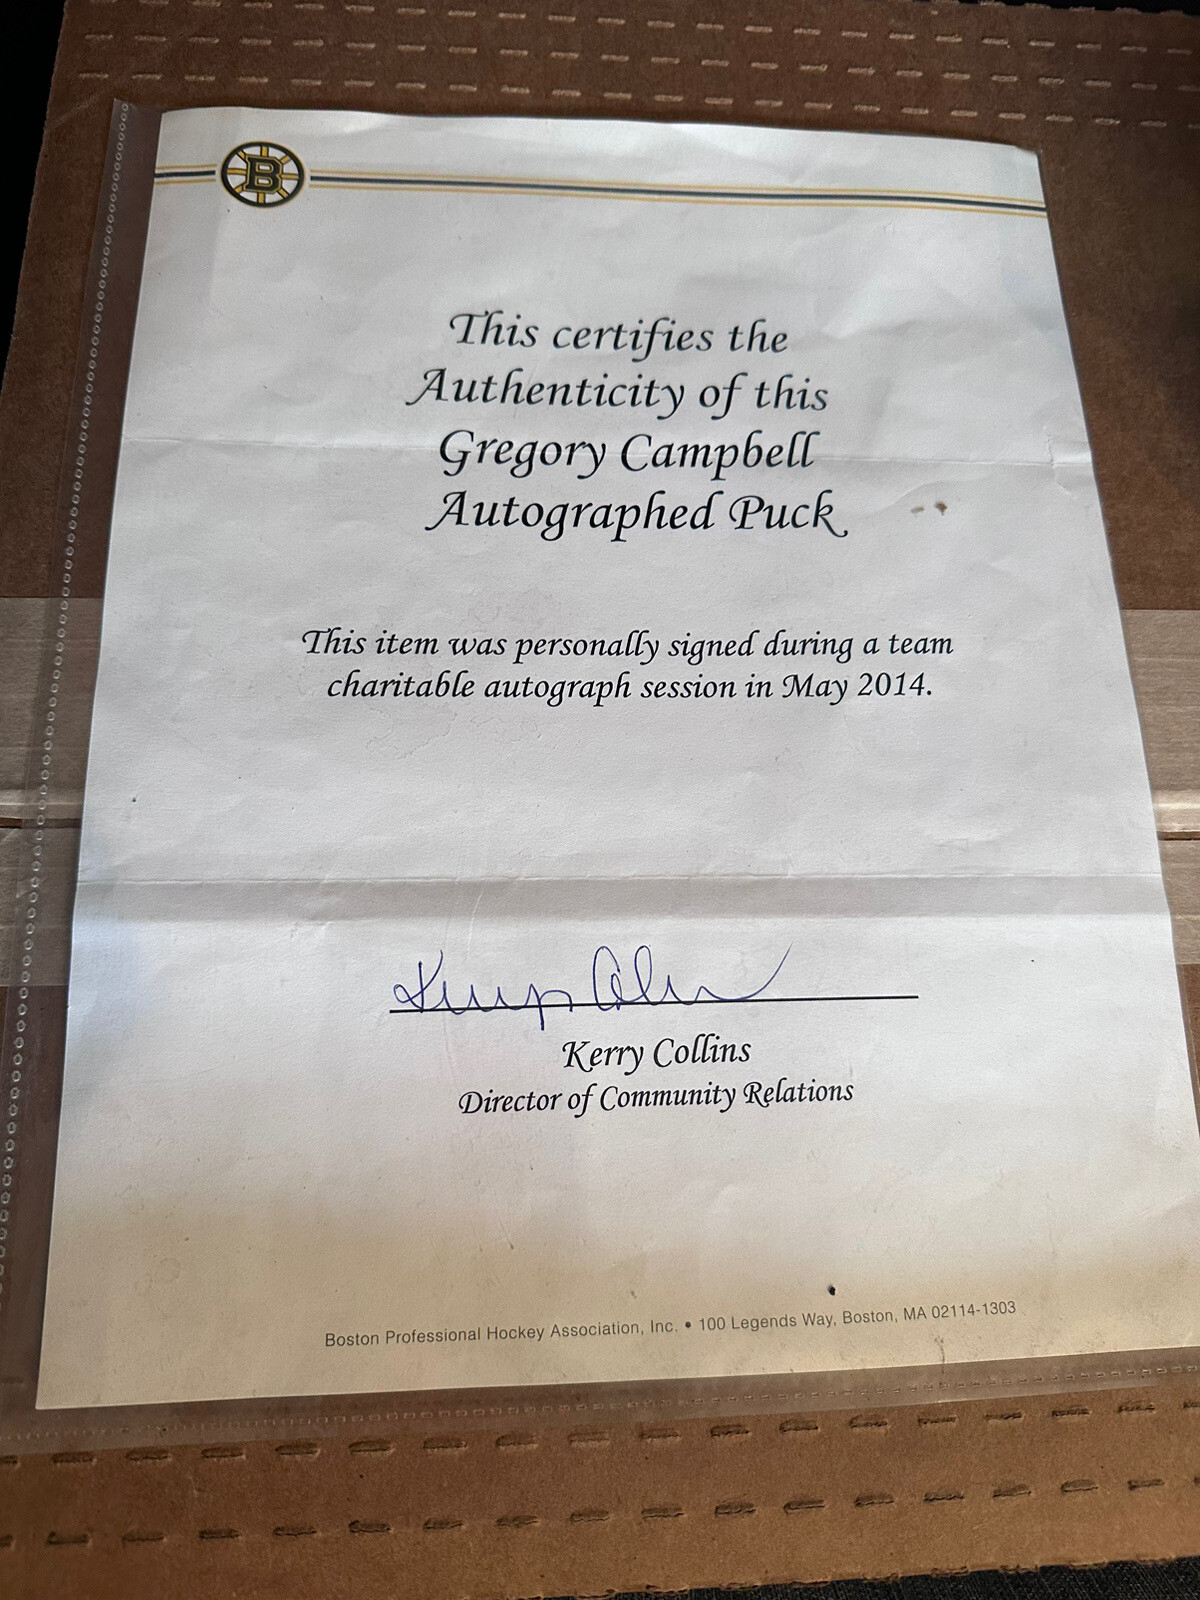 B
This certifies the
Authenticity of this
Gregory Campbell
Autographed Puck
This item was personally signed during a team
charitable autograph session in May 2014.
Kerry Collins
Kerry Collins
Director of Community Relations
Boston Professional Hockey Association, Inc. • 100 Legends Way, Boston, MA 02114-1303